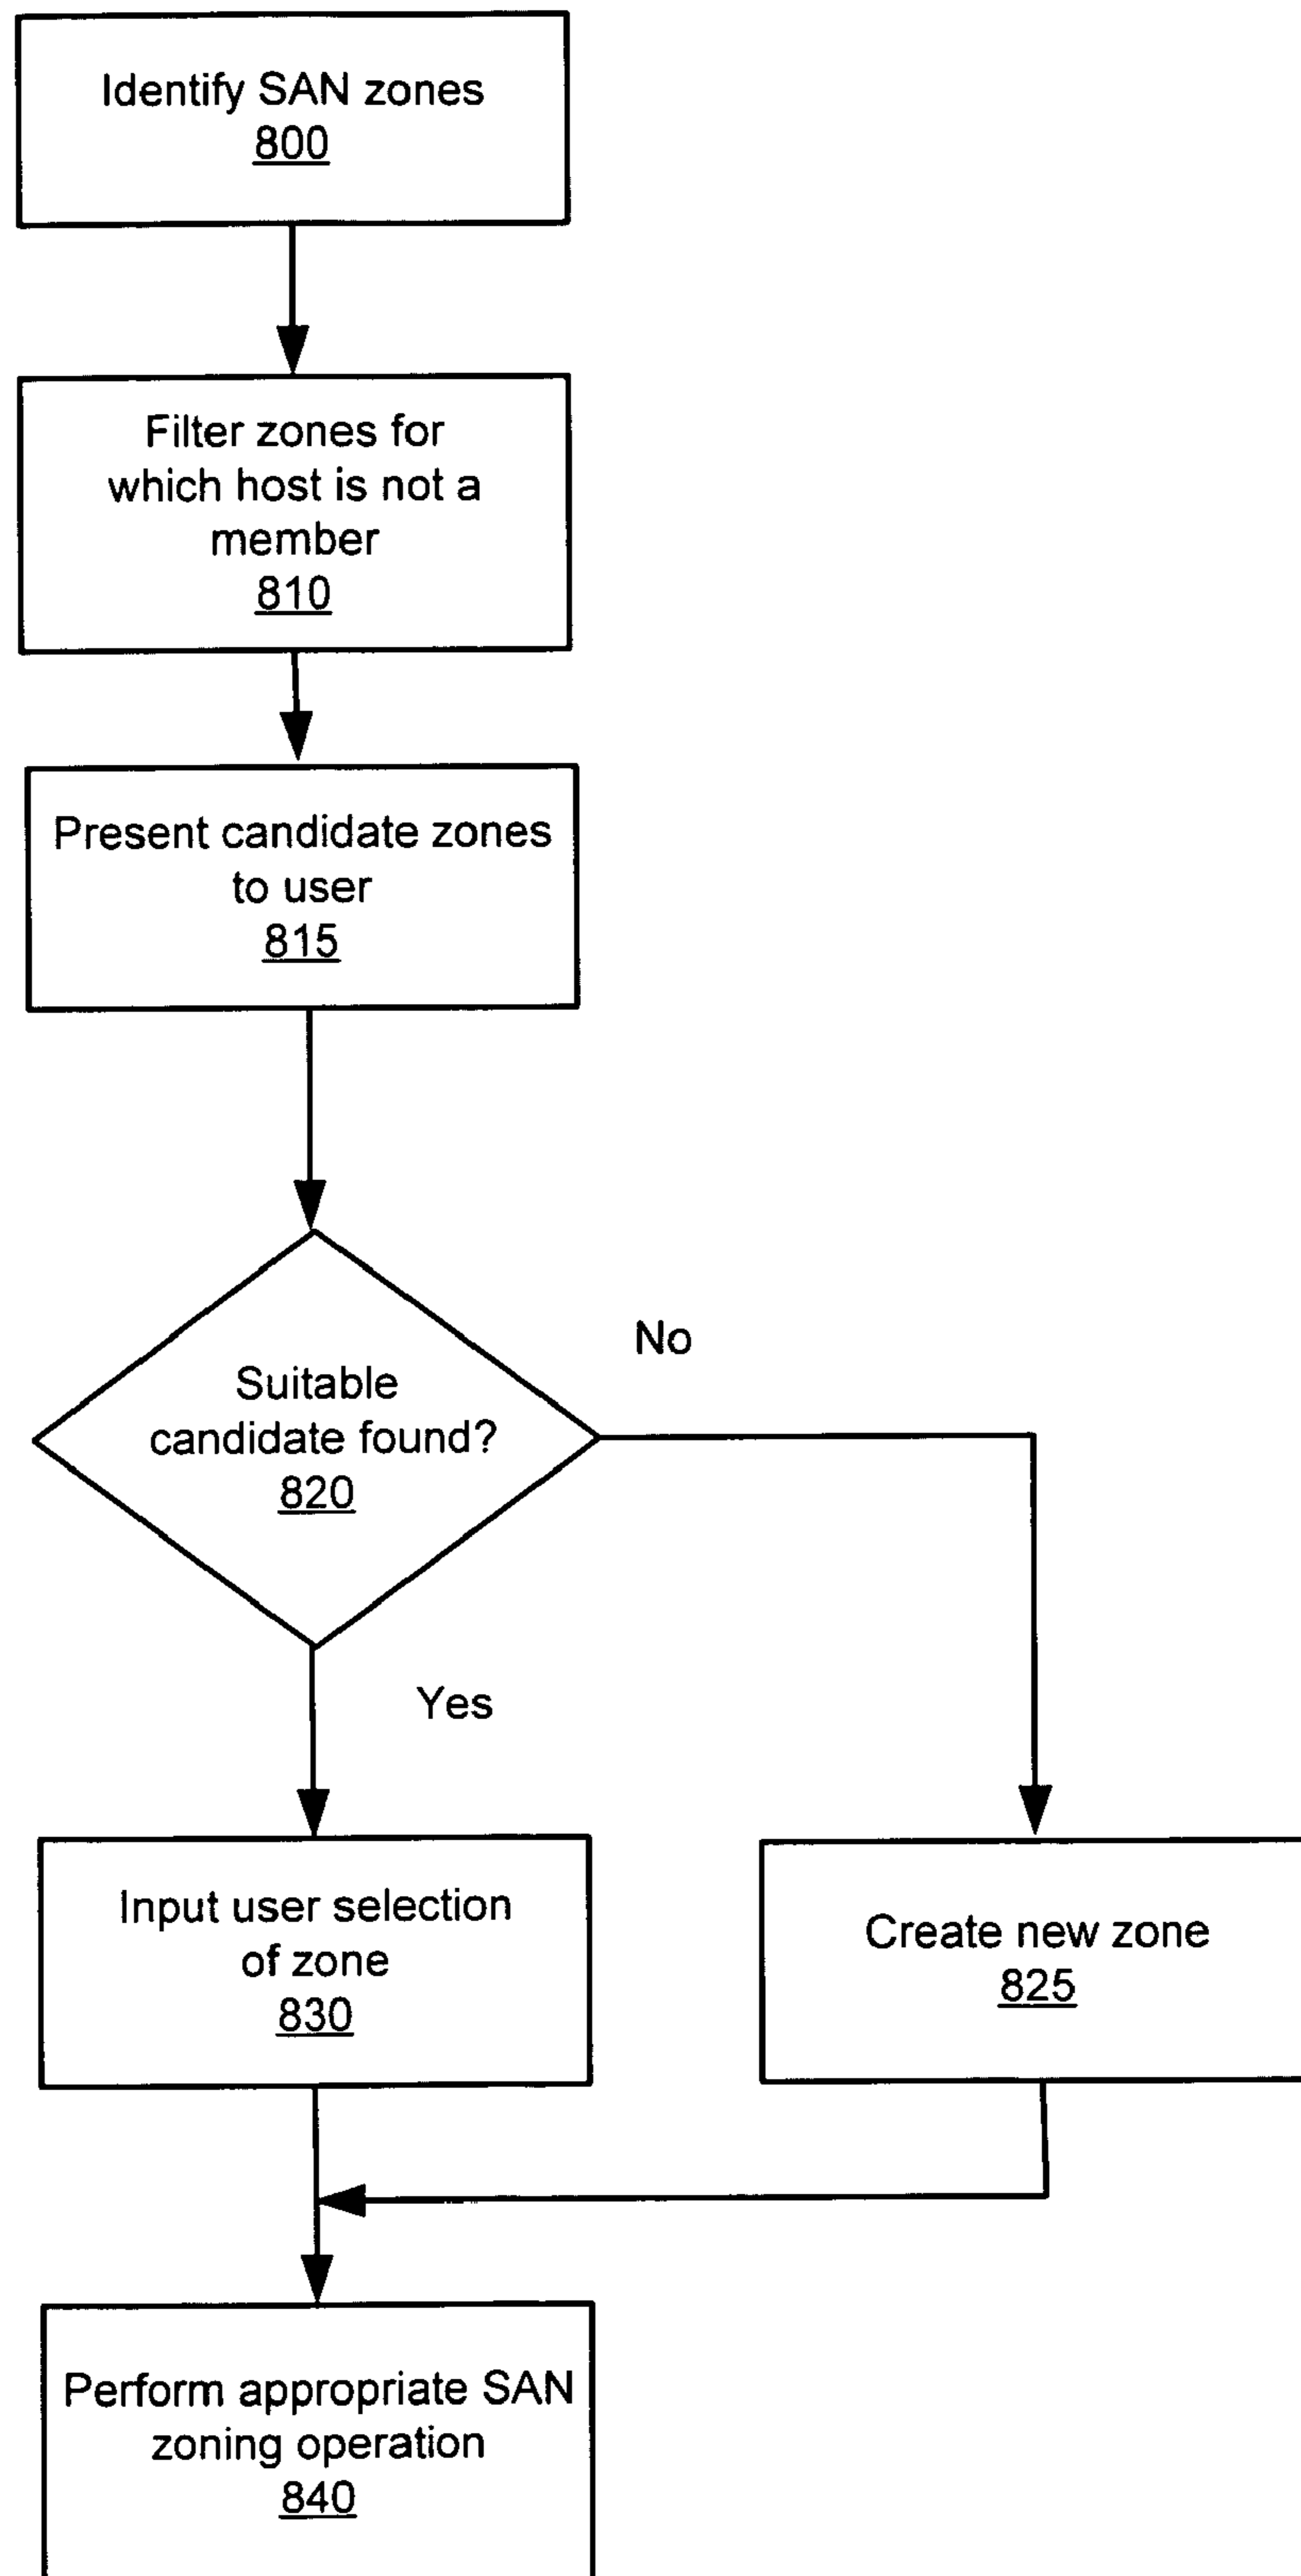 Identify SAN zones
800
Filter zones for
which host is not a
member
810
Present candidate zones
to user
815
Suitable
candidate found?
820
No
Yes
Input user selection
of zone
830
Create new zone
825
Perform appropriate SAN
zoning operation
840